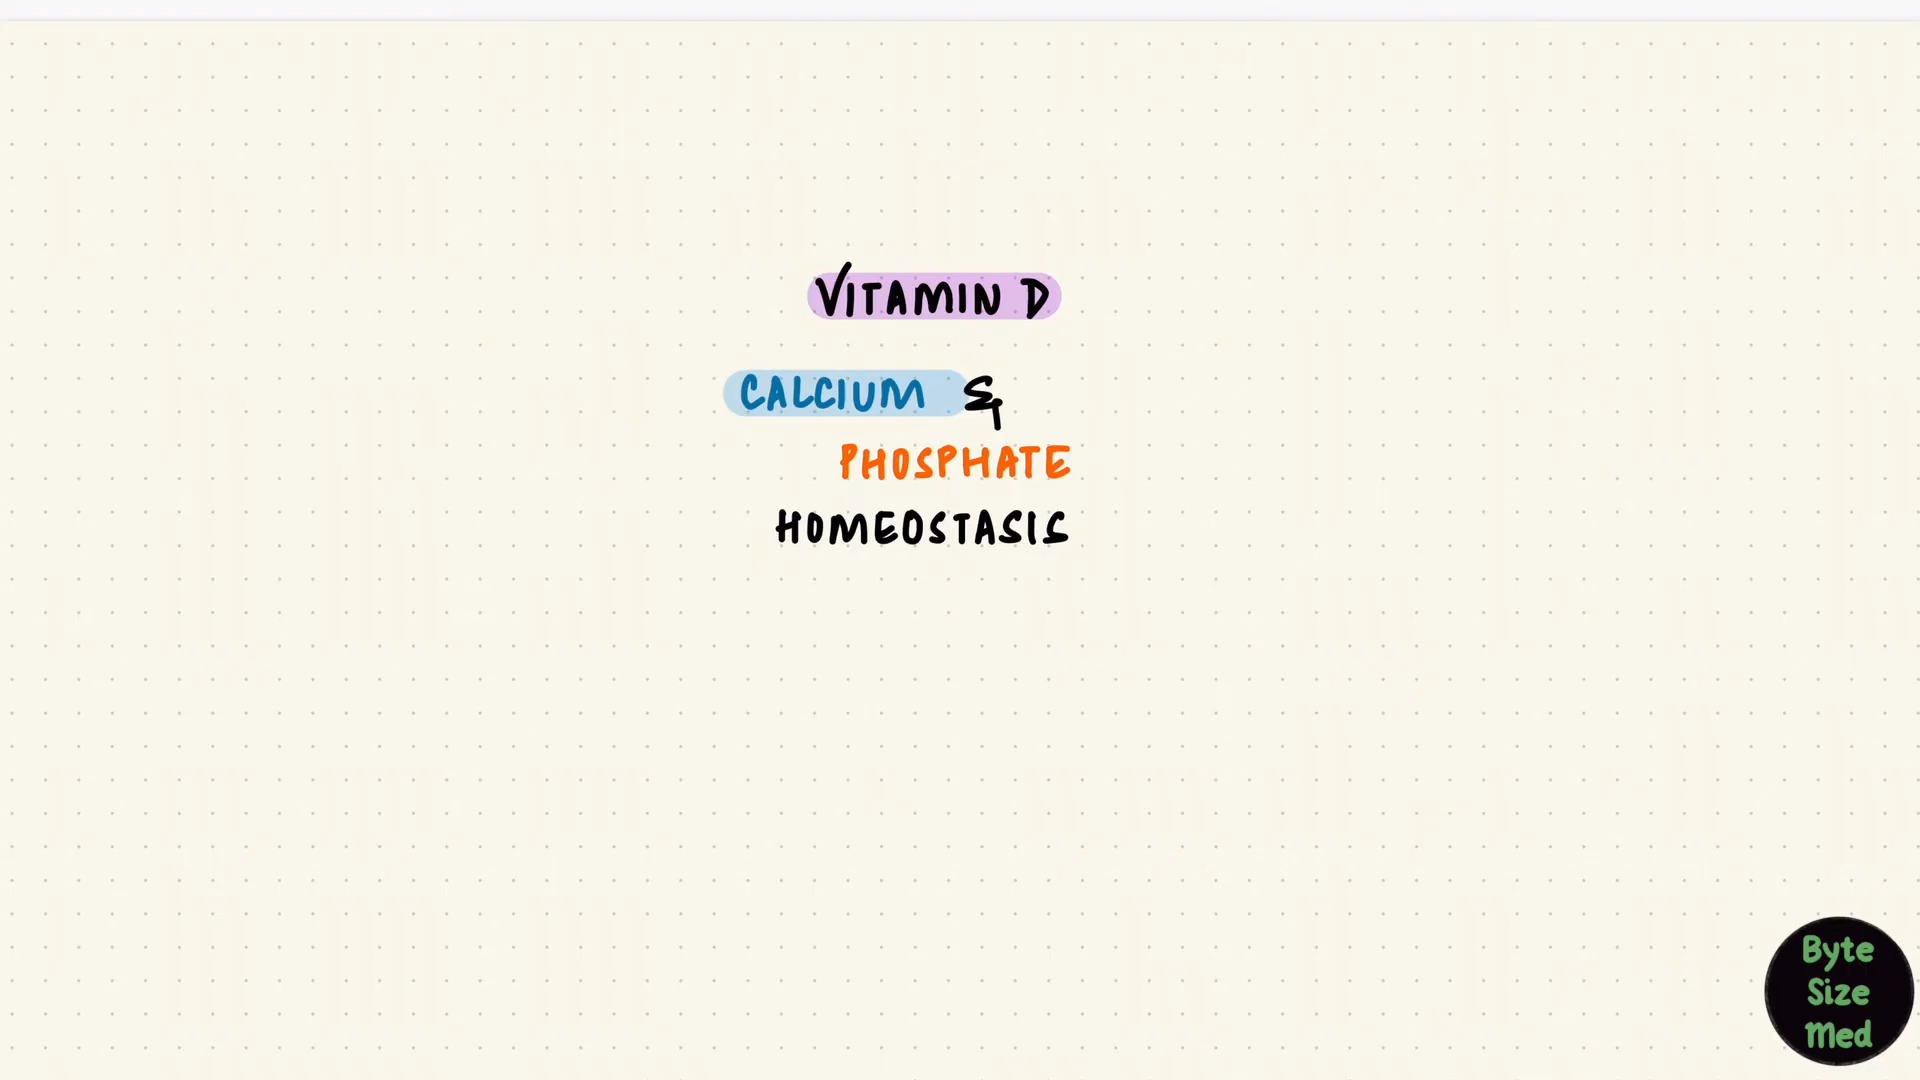 VITAMIN D
CALCIUM &
PHOSPHATE
HOMEOSTASIS
Byte
Size
Med